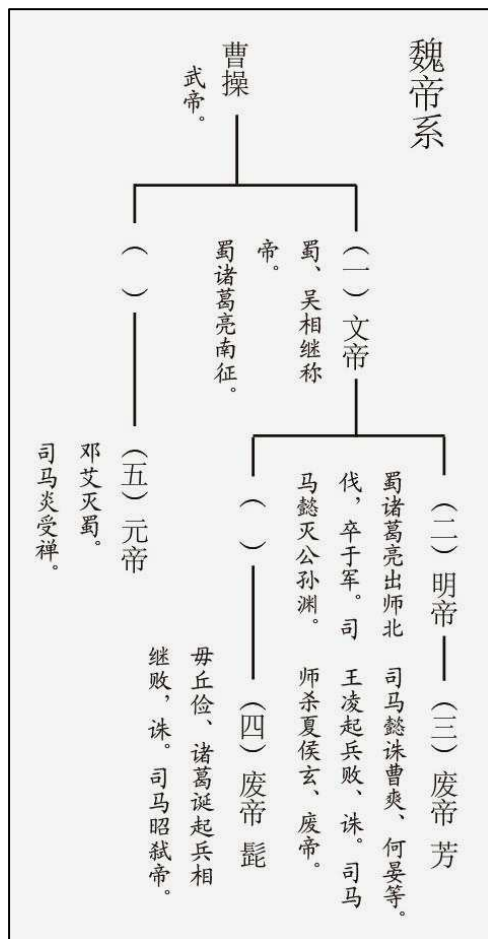 魏帝系
曹操
武帝。
（一）文帝
蜀、吴相继称
帝。
蜀诸葛亮南征。
（二）明帝
蜀诸葛亮出师北
伐，卒于军。司
马懿灭公孙渊。
（三）废帝 芳
司马懿诛曹爽、何晏等。
王凌起兵败、诛。司马
师杀夏侯玄、废帝。
（ ）
（四）废帝 髭
毋丘俭、诸葛诞起兵相
继败，诛。司马昭弑帝。
（ ）
（五）元帝
邓艾灭蜀。
司马炎受禅。